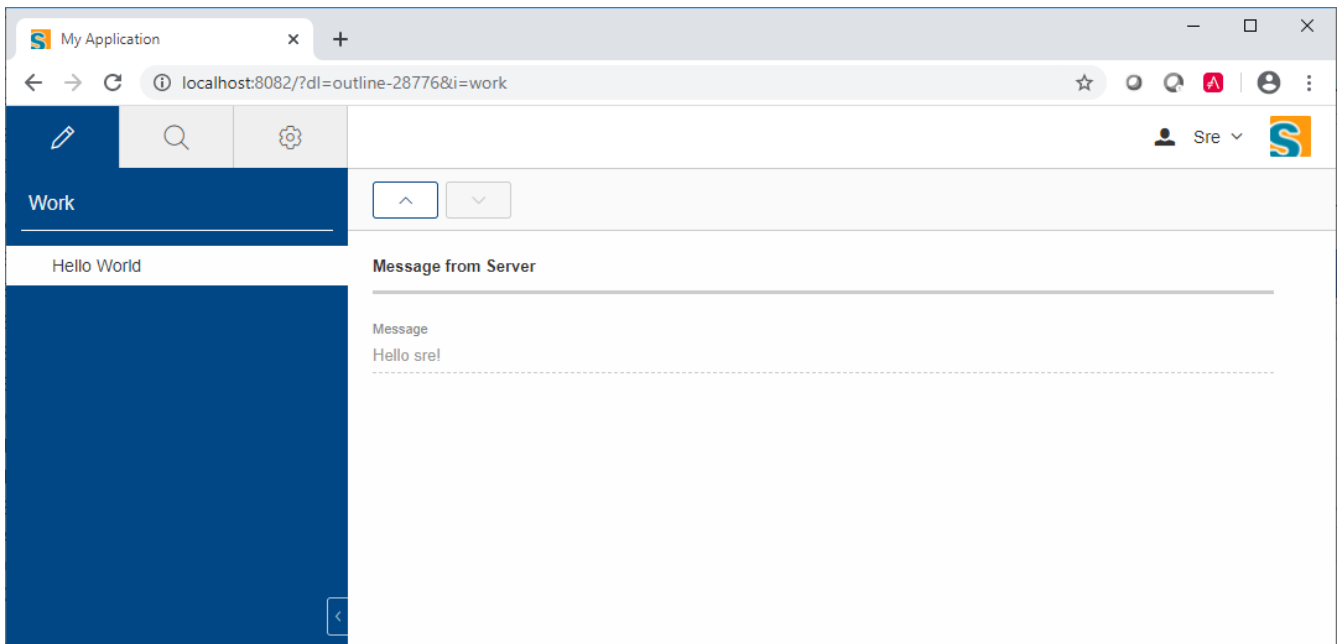 My Application
localhost:8082/?dl=outline-28776&i=work
Sre
Work
Hello World
Message from Server
Message
Hello sre!